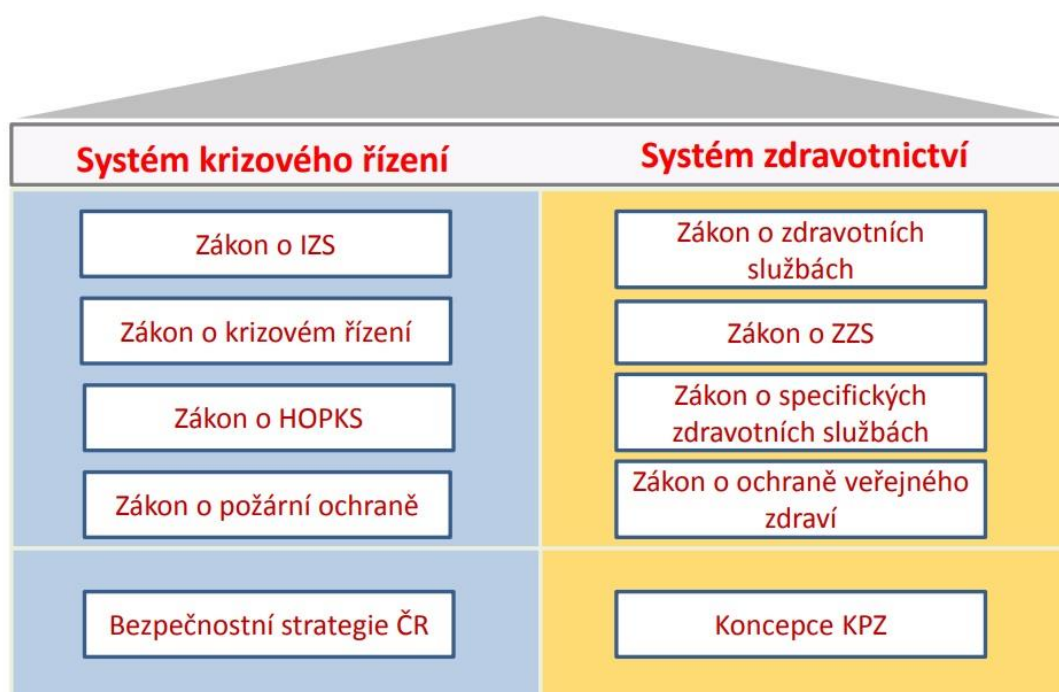 Systém krizového řízení
Systém zdravotnictví
Zákon o IZS
Zákon o krizovém řízení
Zákon o HOPKS
Zákon o požární ochraně
Bezpečnostní strategie ČR
Zákon o zdravotních
službách
Zákon o ZZS
Zákon o specifických
zdravotních službách
Zákon o ochraně veřejného
zdraví
Koncepce KPZ